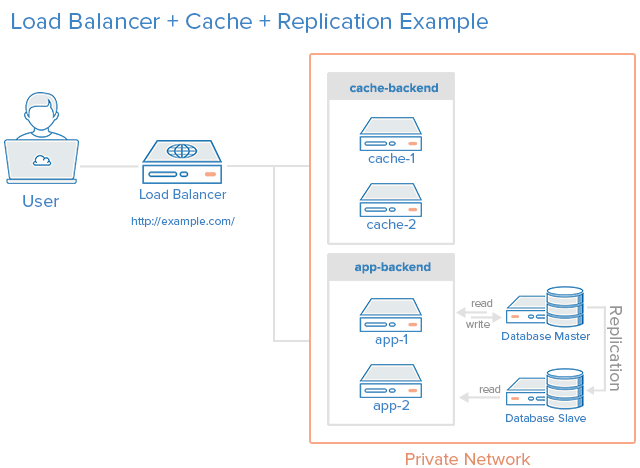 Load Balancer + Cache + Replication Example
cache-backend
cache-1
cache-2
User
Load Balancer
http://example.com/
app-backend
app-1
app-2
read
write
Database Master
Replication
read
Database Slave
Private Network